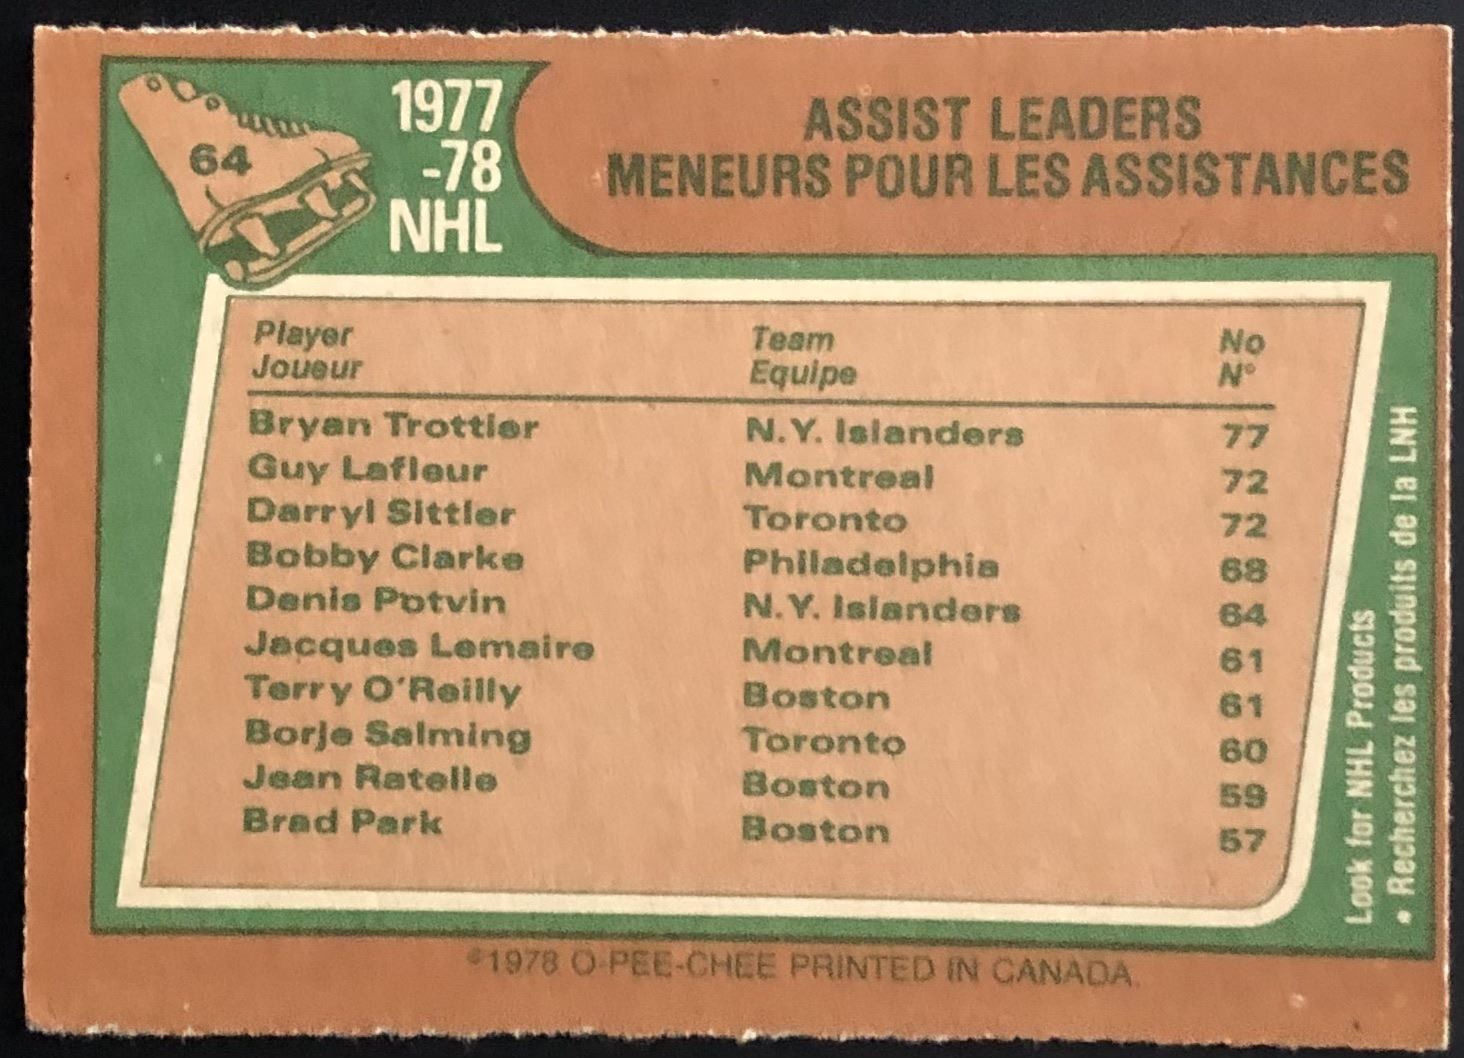 64
1977
-78
NHL
ASSIST LEADERS
MENEURS POUR LES ASSISTANCES
Player Team No
Joueur Equipe N°
Bryan Trottier N.Y. Islanders 77
Guy Lafleur Montreal 72
Darryl Sittler Toronto 72
Bobby Clarke Philadelphia 68
Denis Potvin N.Y. Islanders 64
Jacques Lemaire Montreal 61
Terry O'Reilly Boston 61
Borje Salming Toronto 60
Jean Ratelle Boston 59
Brad Park Boston 57
Look for NHL Products
• Recherchez les produits de la LNH
©1978 O-PEE-CHEE PRINTED IN CANADA.